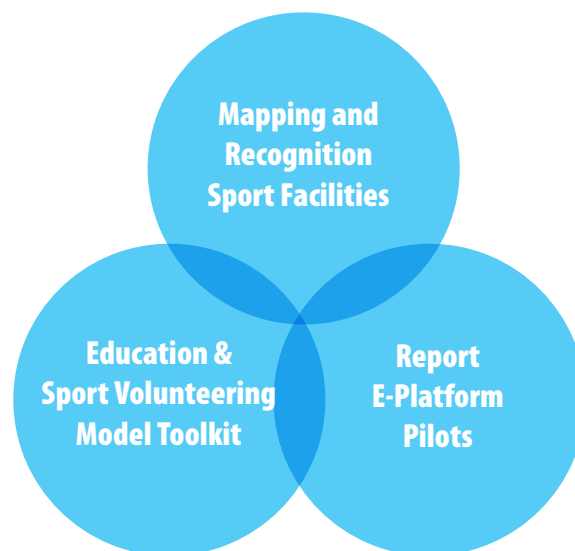 Mapping and
Recognition
Sport Facilities
Education &
Sport Volunteering
Model Toolkit
Report
E-Platform
Pilots